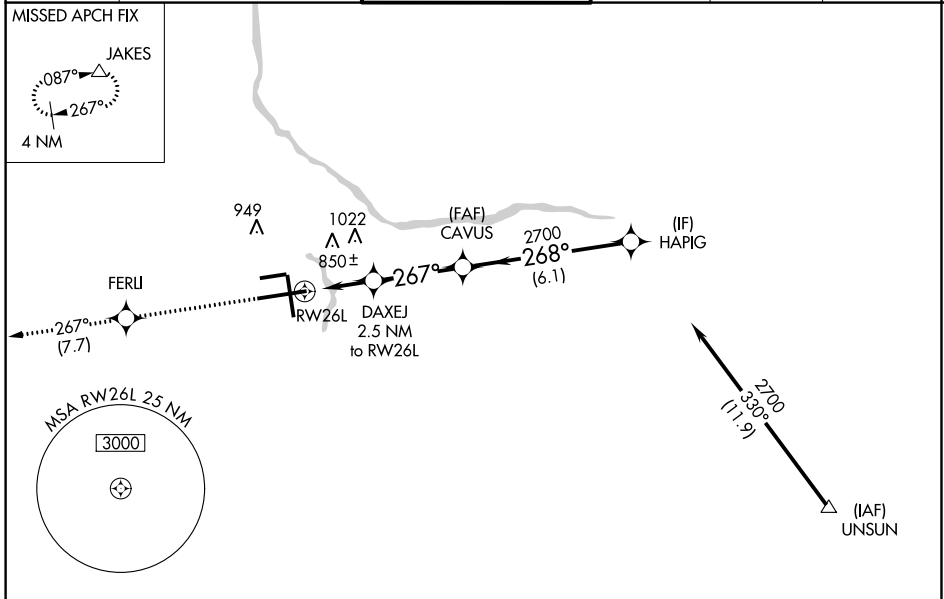 MISSED APCH FIX
JAKES
087°
267°
4 NM
949
1022
850 ±
(FAF)
CAVUS
2700
268°
(6.1)
(IF)
HAPIG
267°
FERLI
RW26L
DAXEJ
2.5 NM
to RW26L
267°
(7.7)
2700
330°
(11.9)
MSA RW26L 25 NM
3000
(IAF)
UNSUN